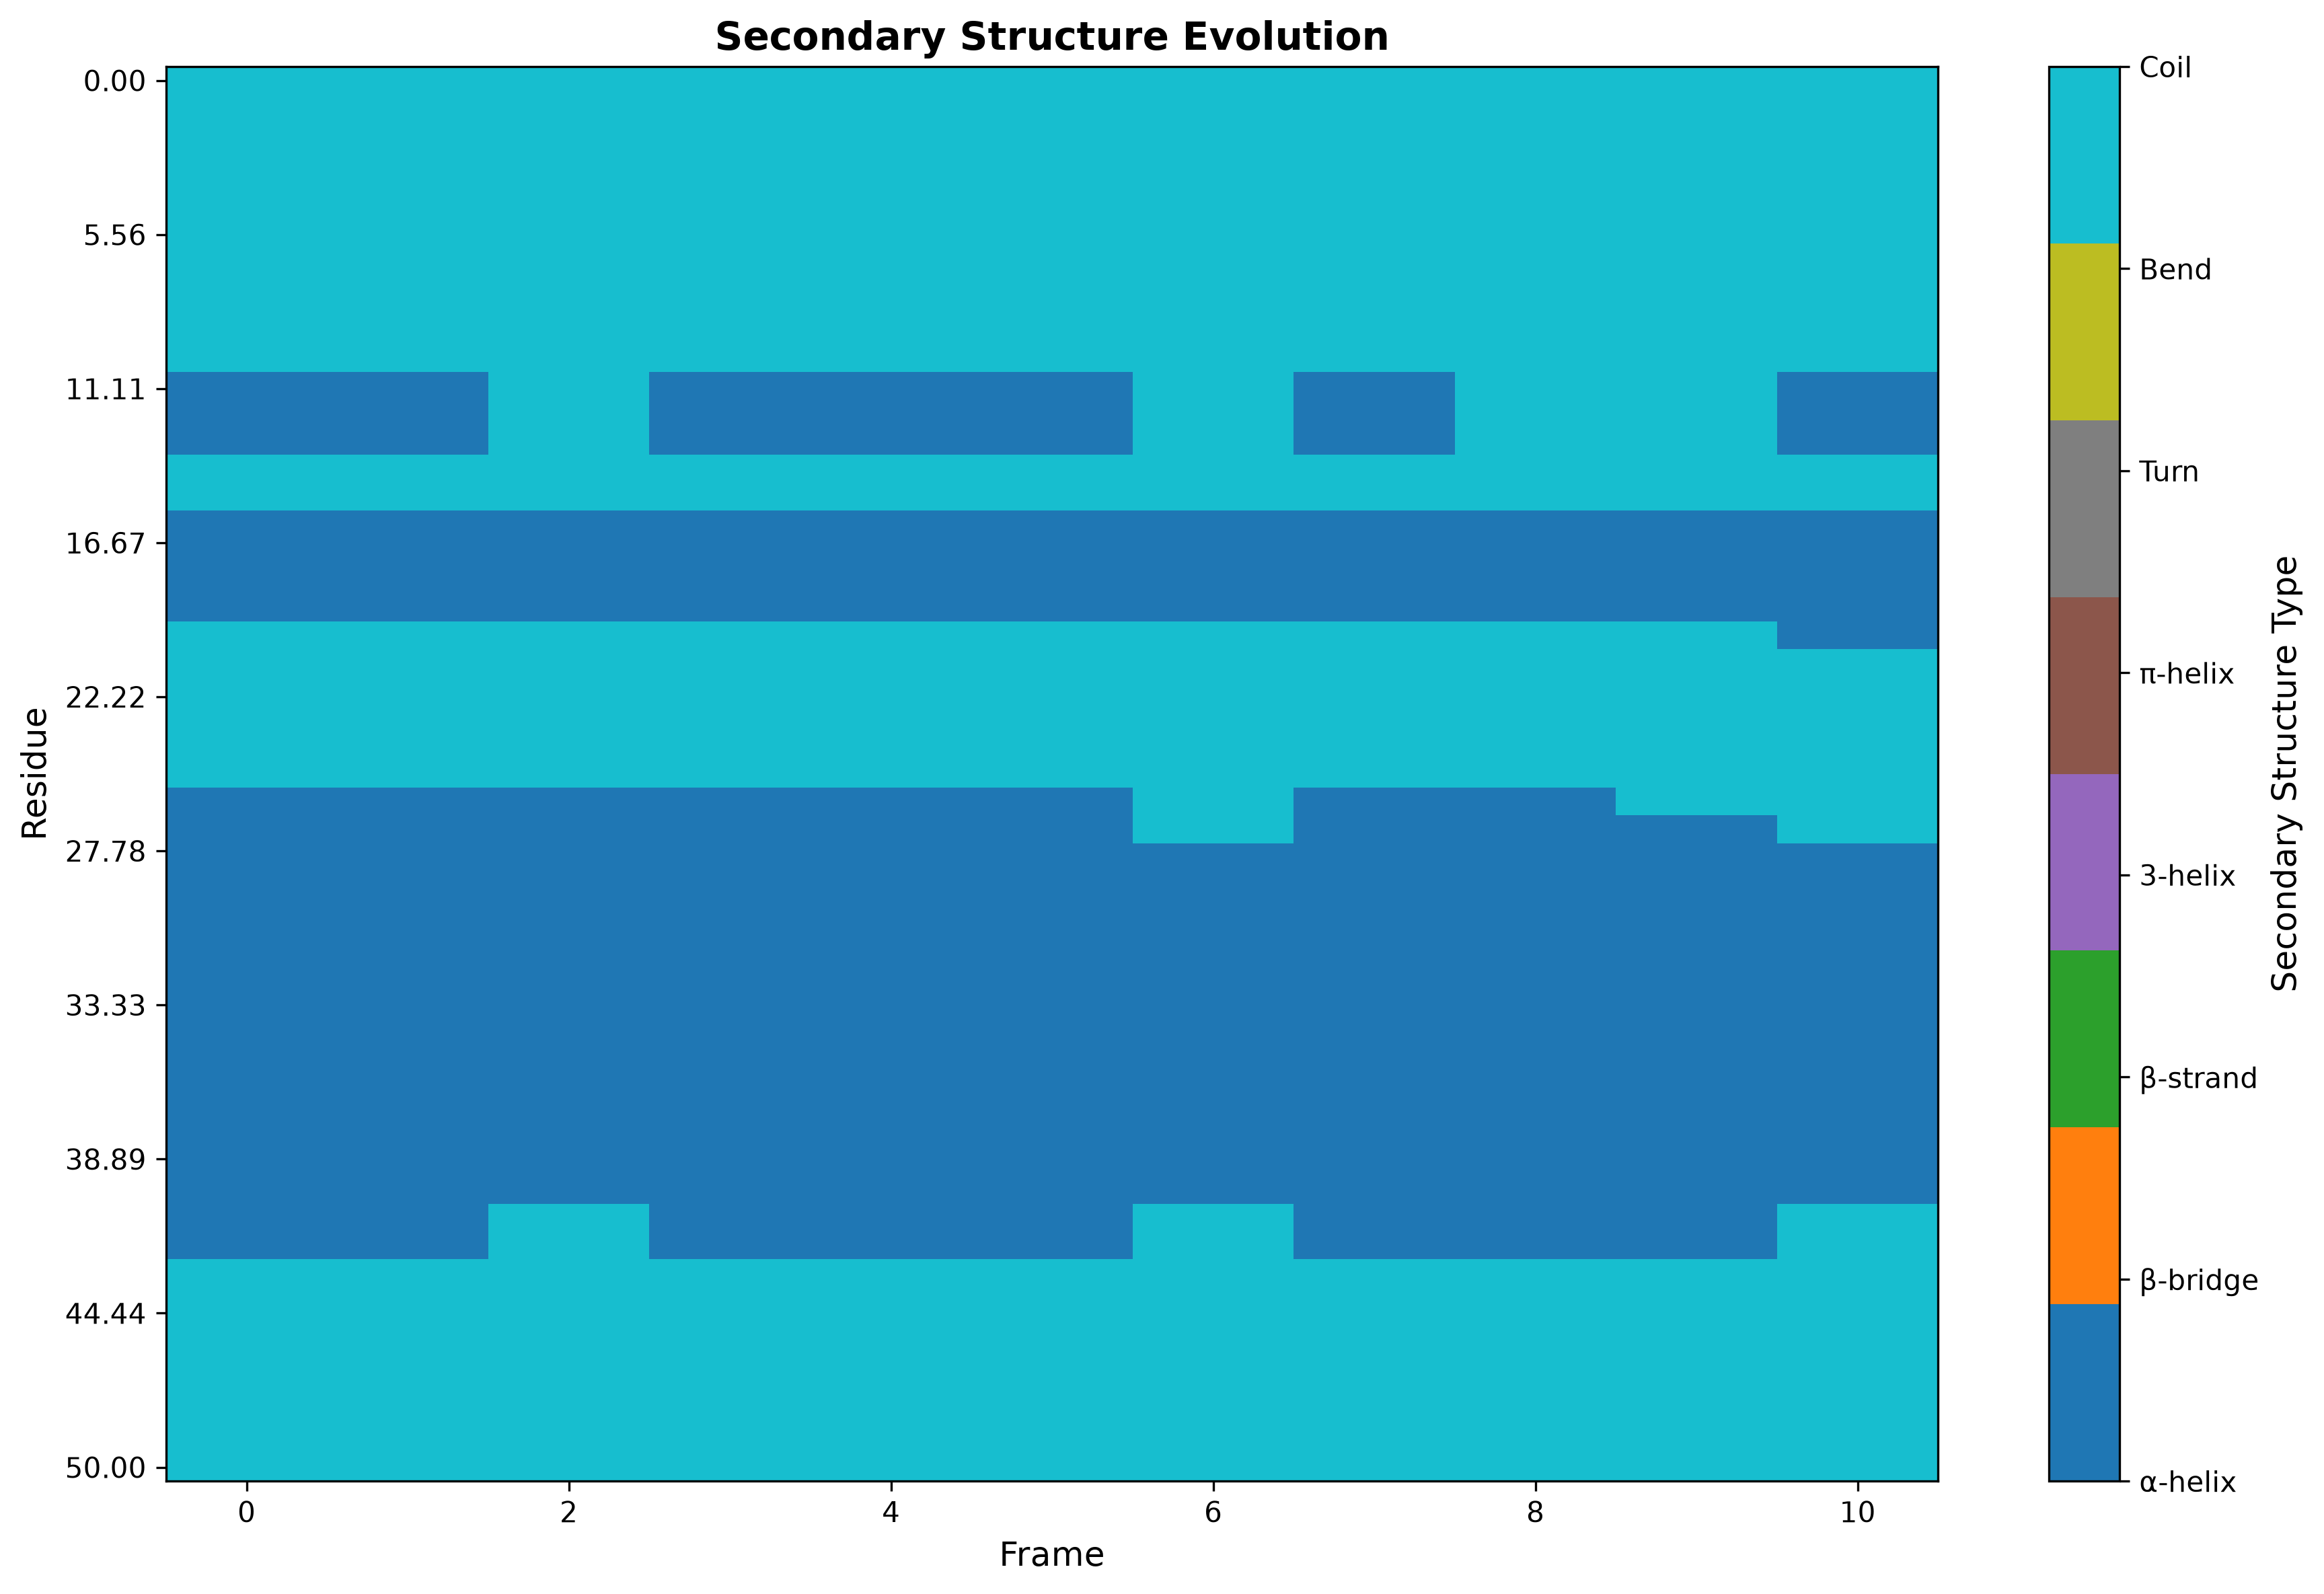 Secondary Structure Evolution
0.00
5.56
11.11
16.67
22.22
27.78
33.33
38.89
44.44
50.00
Residue
0 2 4 6 8 10
Frame
Coil
Bend
Turn
π-helix
3-helix
β-strand
β-bridge
α-helix
Secondary Structure Type